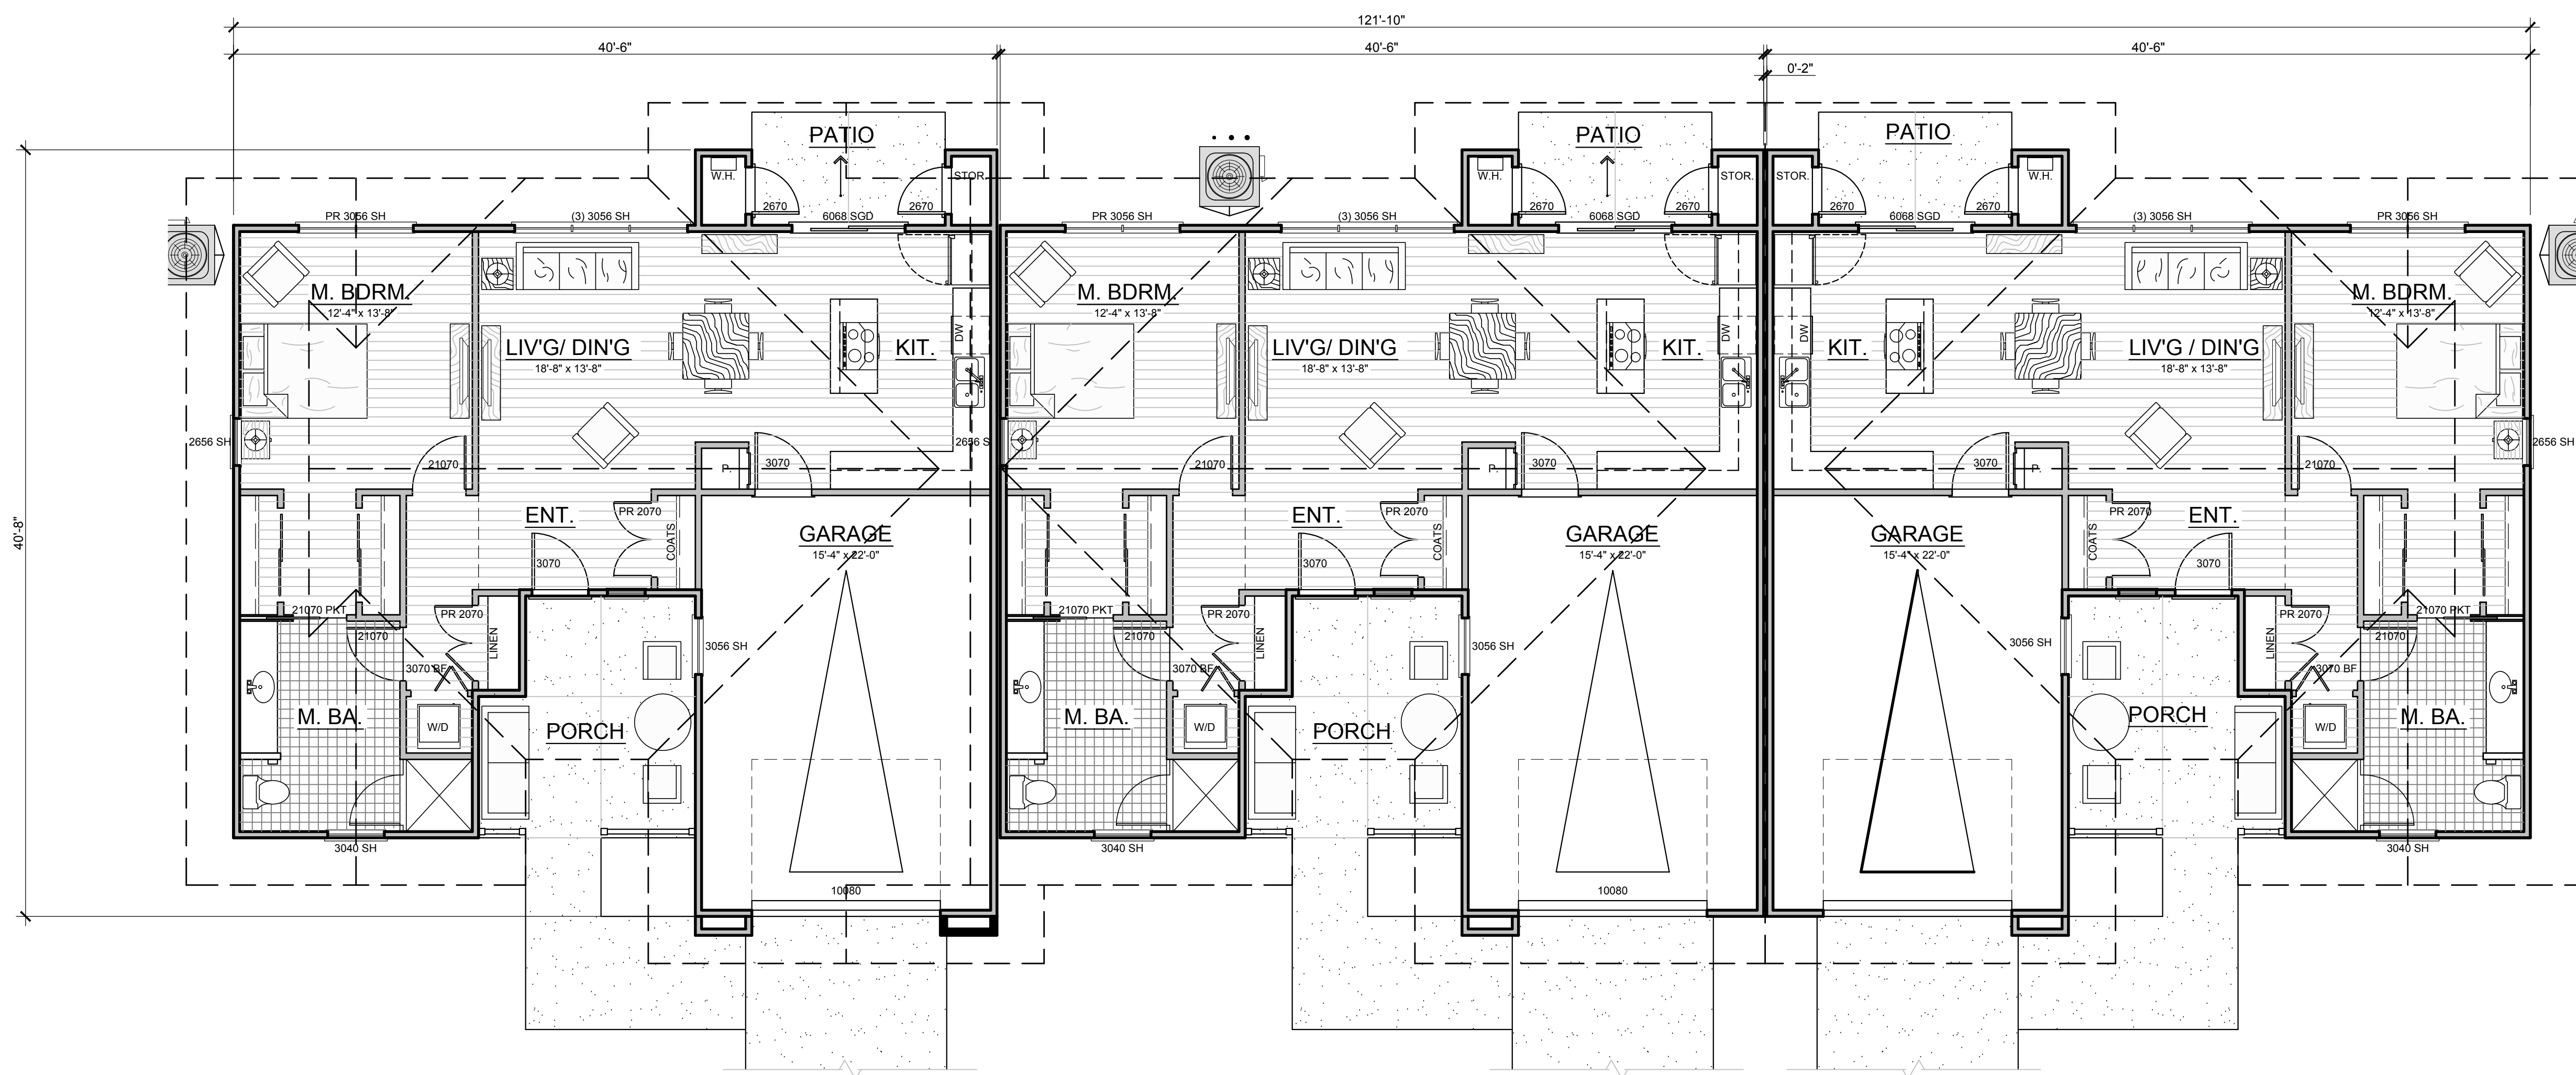 121'-10"
40'-6"
40'-6"
40'-6"
0'-2"
40'-8"
PATIO
W.H.
STOR.
2670
2670
PR 3056 SH
(3) 3056 SH
6068 SGD
M. BDRM.
12'-4" x 13'-8"
LIV'G/ DIN'G
18'-8" x 13'-8"
KIT.
DW
2656 SH
21070
P.
3070
ENT.
PR 2070
COATS
3070
GARAGE
15'-4" x 22'-0"
21070 PKT
21070
PR 2070
LINEN
3070 BF
3056 SH
M. BA.
W/D
PORCH
3040 SH
10080
PATIO
W.H.
STOR.
2670
2670
PR 3056 SH
(3) 3056 SH
6068 SGD
M. BDRM.
12'-4" x 13'-8"
LIV'G/ DIN'G
18'-8" x 13'-8"
KIT.
DW
2656 S
21070
P.
3070
ENT.
PR 2070
COATS
3070
GARAGE
15'-4" x 22'-0"
21070 PKT
21070
PR 2070
LINEN
3070 BF
3056 SH
M. BA.
W/D
PORCH
3040 SH
10080
PATIO
STOR.
W.H.
2670
2670
6068 SGD
(3) 3056 SH
PR 3056 SH
M. BDRM.
12'-4" x 13'-8"
KIT.
LIV'G / DIN'G
18'-8" x 13'-8"
DW
2656 SH
3070
P.
21070
PR 2070
ENT.
COATS
3070
GARAGE
15'-4" x 22'-0"
21070 PKT
PR 2070
21070
LINEN
3070 BF
3056 SH
PORCH
W/D
M. BA.
3040 SH